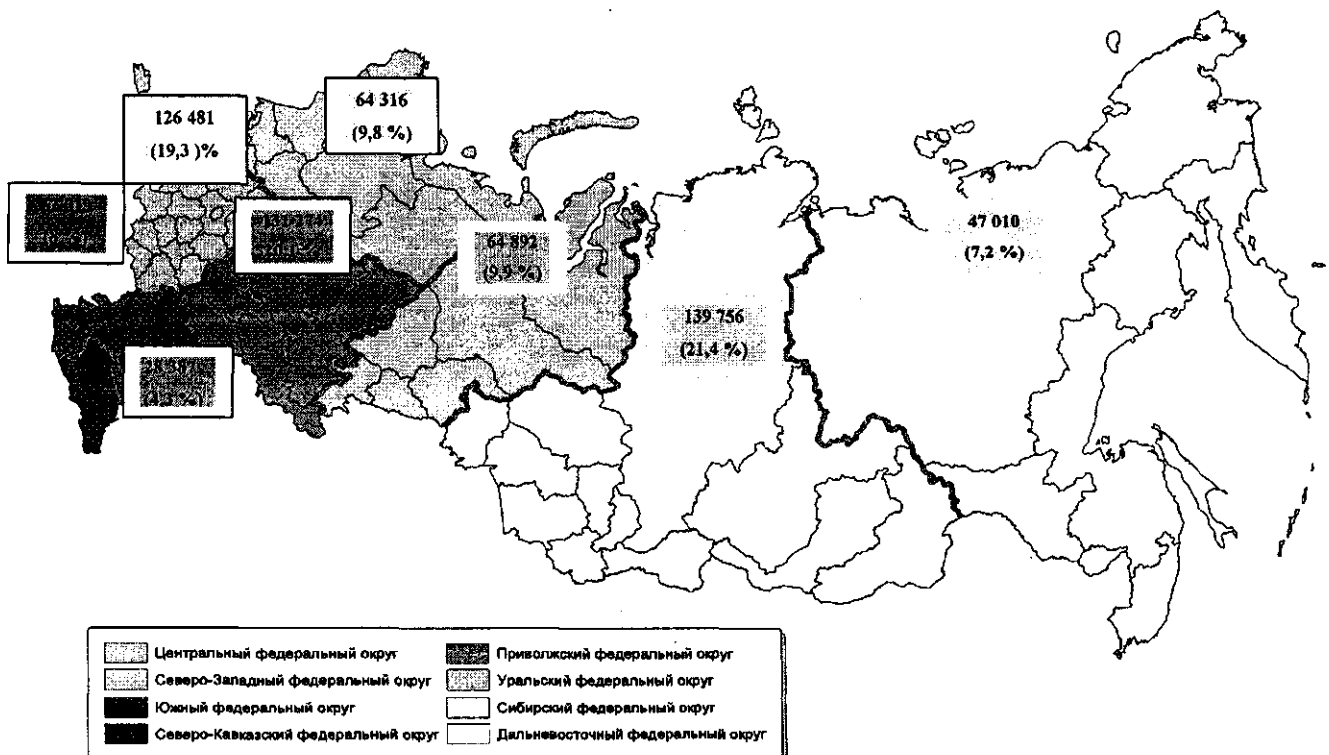 64 316
(9,8 %)
126 481
(19,3 )%
64 892
(9,9 %)
47 010
(7,2 %)
139 756
(21,4 %)
Центральный федеральный округ
Северо-Западный федеральный округ
Южный федеральный округ
Северо-Кавказский федеральный округ
Приволжский федеральный округ
Уральский федеральный округ
Сибирский федеральный округ
Дальневосточный федеральный округ